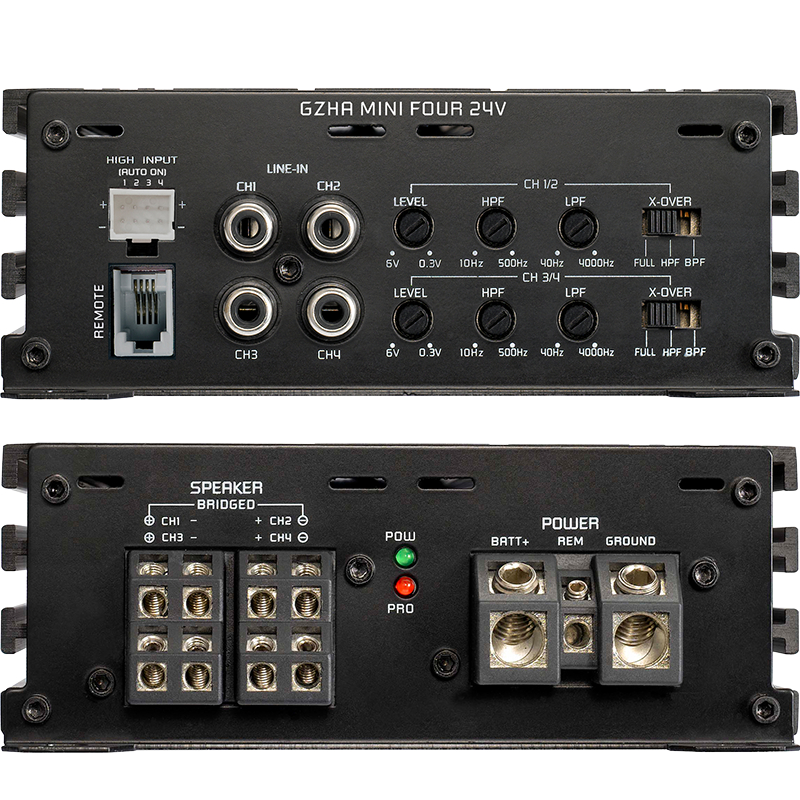 GZHA MINI FOUR 24V
HIGH INPUT
(AUTO ON)
1 2 3 4
+ +
- -
REMOTE
LINE-IN
CH1 CH2
CH3 CH4
CH 1/2
LEVEL HPF LPF X-OVER
6V 0.3V 10Hz 500Hz 40Hz 4000Hz FULL HPF BPF
CH 3/4
LEVEL HPF LPF X-OVER
6V 0.3V 10Hz 500Hz 40Hz 4000Hz FULL HPF BPF
SPEAKER
BRIDGED
⊕ CH1 - + CH2 ⊖
⊕ CH3 - + CH4 ⊖
POW
PRO
POWER
BATT+ REM GROUND